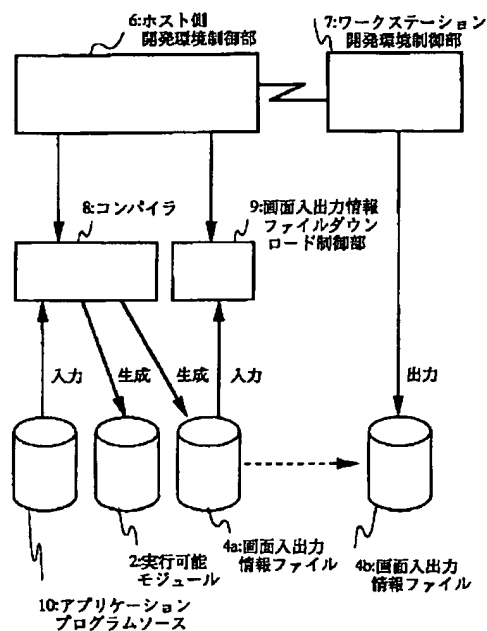 6:ホスト側
開発環境制御部
7:ワークステーション
開発環境制御部
8:コンパイラ
9:画面入出力情報
ファイルダウン
ロード制御部
入力
生成
生成
入力
出力
4a:画面入出力
情報ファイル
2:実行可能
モジュール
4b:画面入出力
情報ファイル
10:アプリケーション
プログラムソース